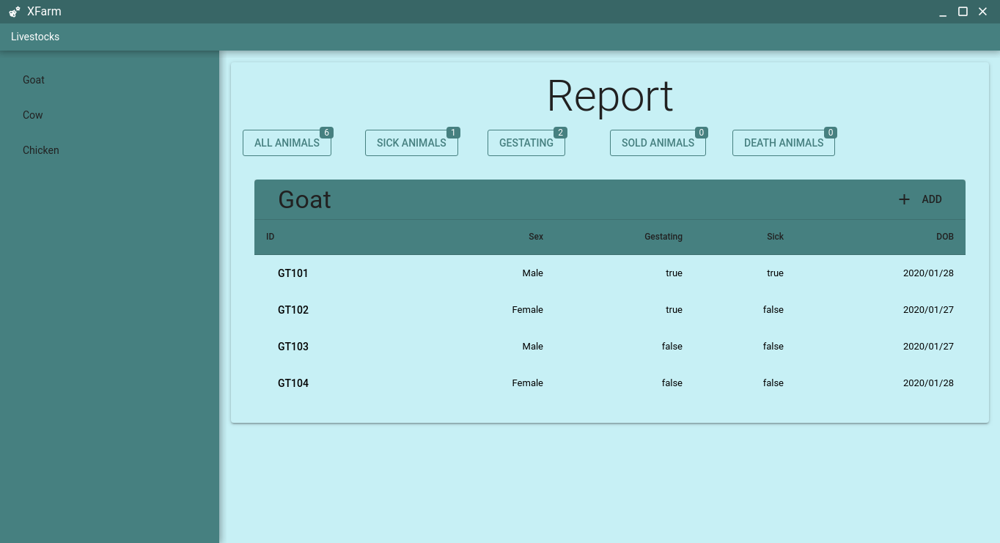 XFarm
Livestocks
Goat
Cow
Chicken
Report
ALL ANIMALS 6 SICK ANIMALS 1 GESTATING 2 SOLD ANIMALS 0 DEATH ANIMALS 0
Goat + ADD
ID Sex Gestating Sick DOB
GT101 Male true true 2020/01/28
GT102 Female true false 2020/01/27
GT103 Male false false 2020/01/27
GT104 Female false false 2020/01/28